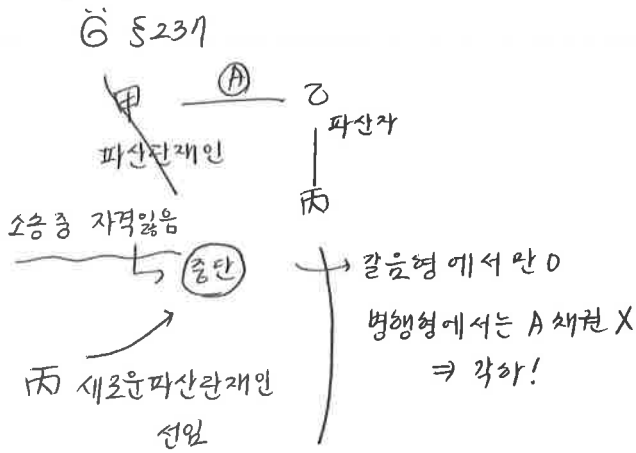 ⓖ §237
甲 Ⓐ 乙
파산자
파산단재인
丙
소송 중 자격잃음
중단
갈음형에서만 O
병행형에서는 A 채권 X
⇒ 각하!
丙 새로운파산관재인
선임